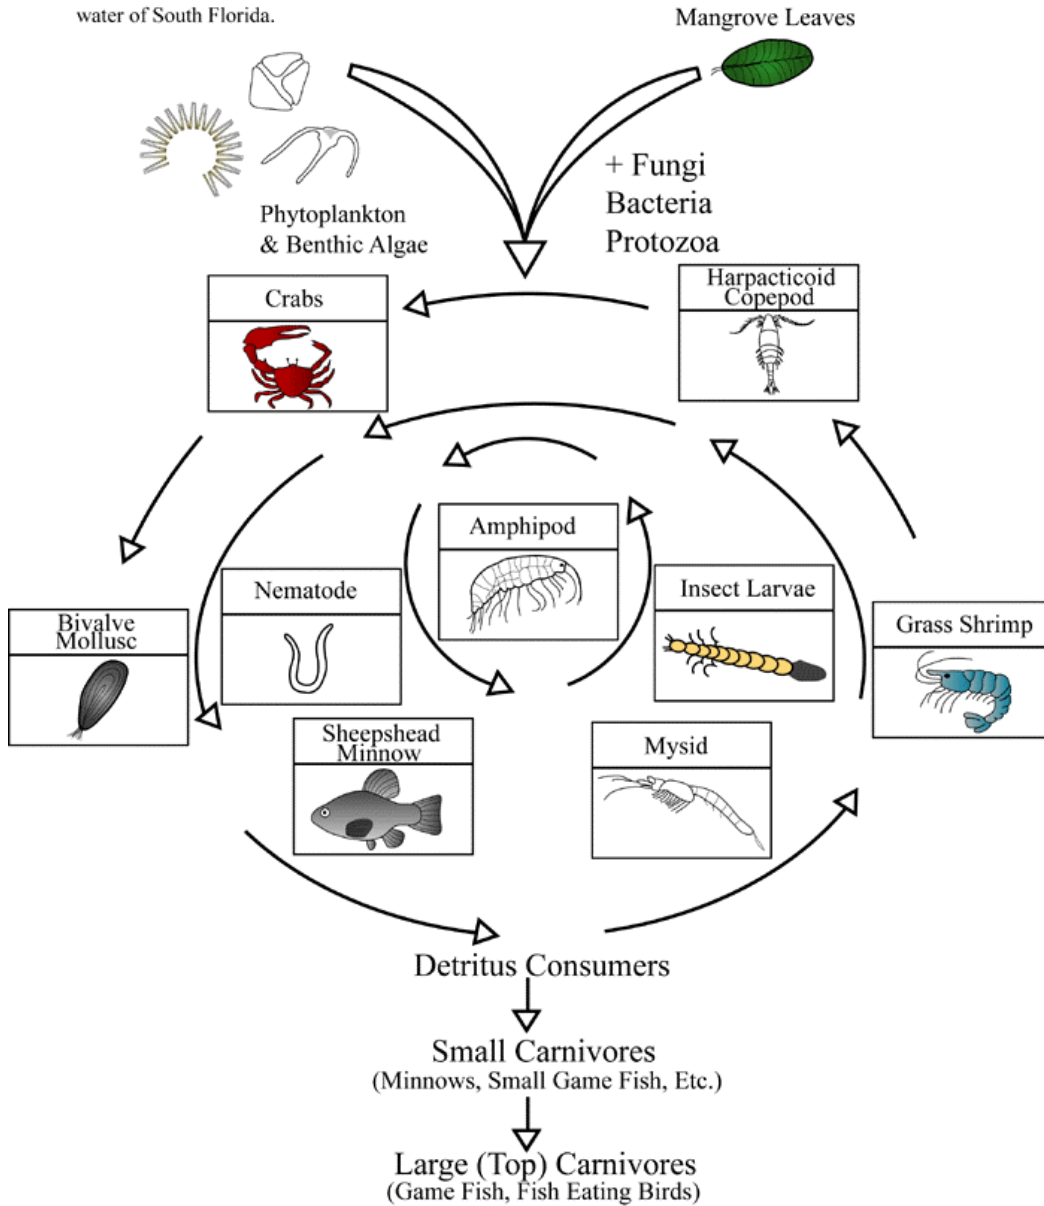 water of South Florida.
Mangrove Leaves
+ Fungi
Bacteria
Protozoa
Phytoplankton
& Benthic Algae
Crabs
Harpacticoid
Copepod
Amphipod
Nematode
Insect Larvae
Bivalve
Mollusc
Grass Shrimp
Sheepshead
Minnow
Mysid
Detritus Consumers
Small Carnivores
(Minnows, Small Game Fish, Etc.)
Large (Top) Carnivores
(Game Fish, Fish Eating Birds)